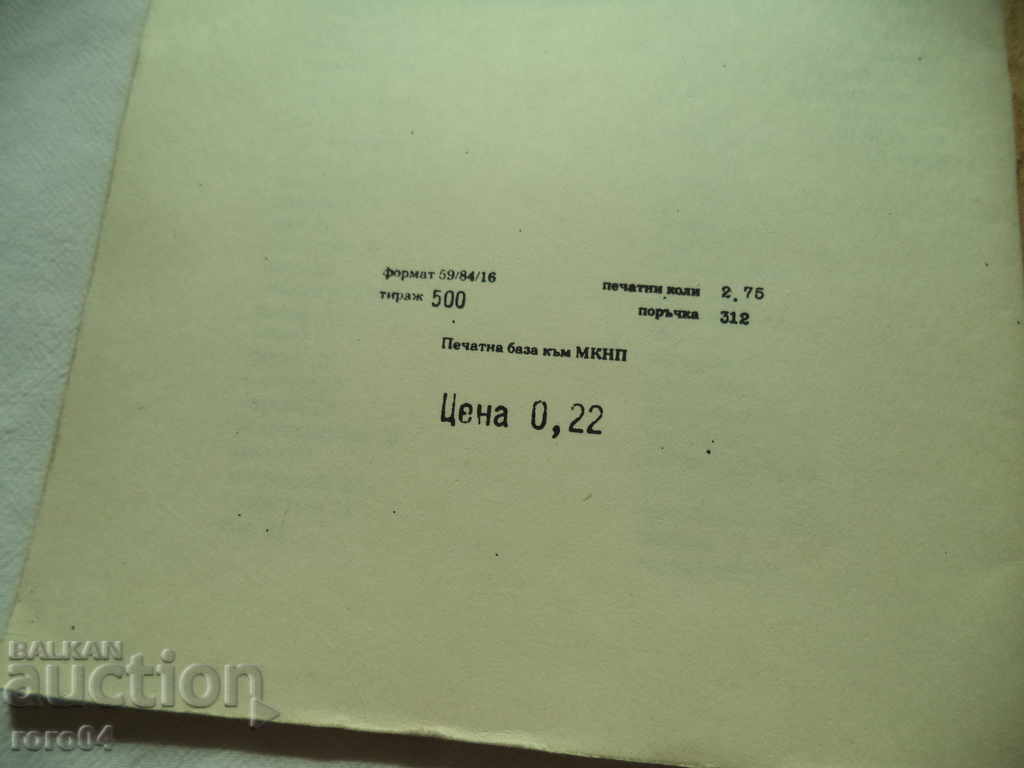 формат 59/84/16 печатни коли 2.75
тираж 500 поръчка 312
Печатна база към МКНП
Цена 0,22
BALKAN
auction
roro04